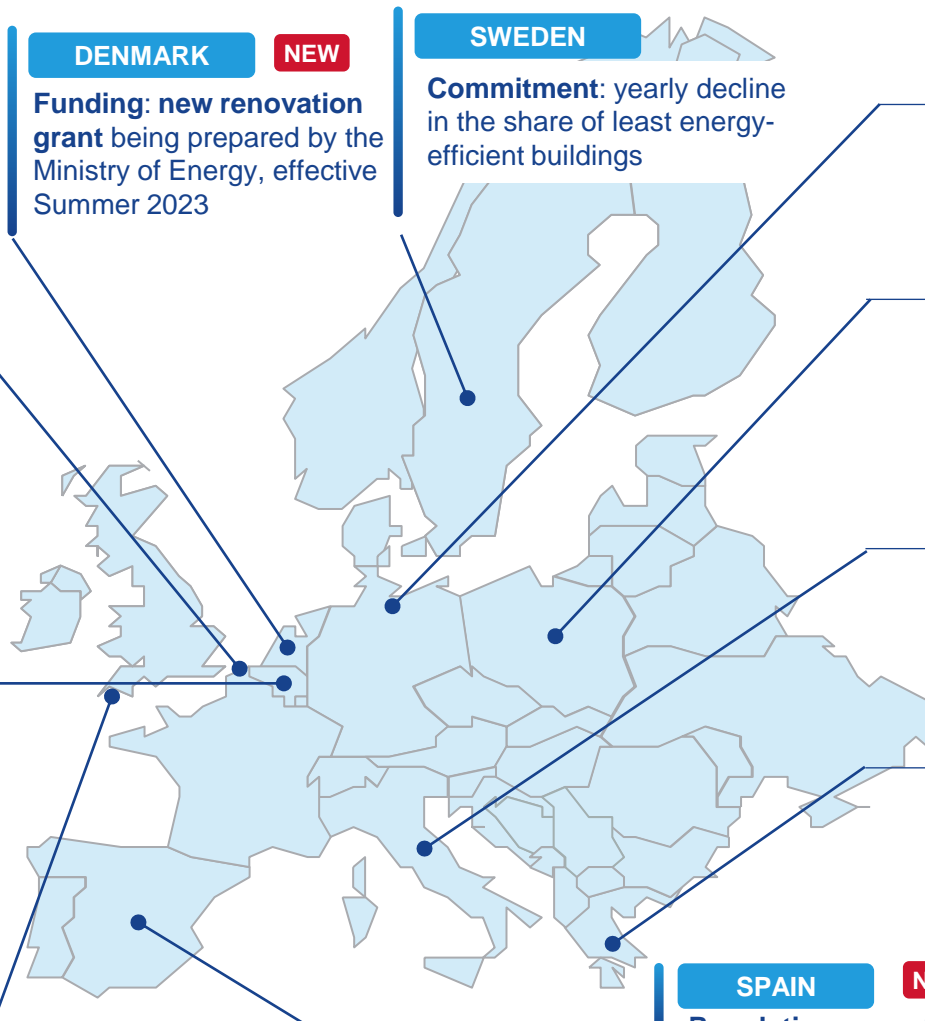 DENMARK
NEW
Funding: new renovation
grant being prepared by the
Ministry of Energy, effective
Summer 2023
SWEDEN
Commitment: yearly decline
in the share of least energy-
efficient buildings
SPAIN